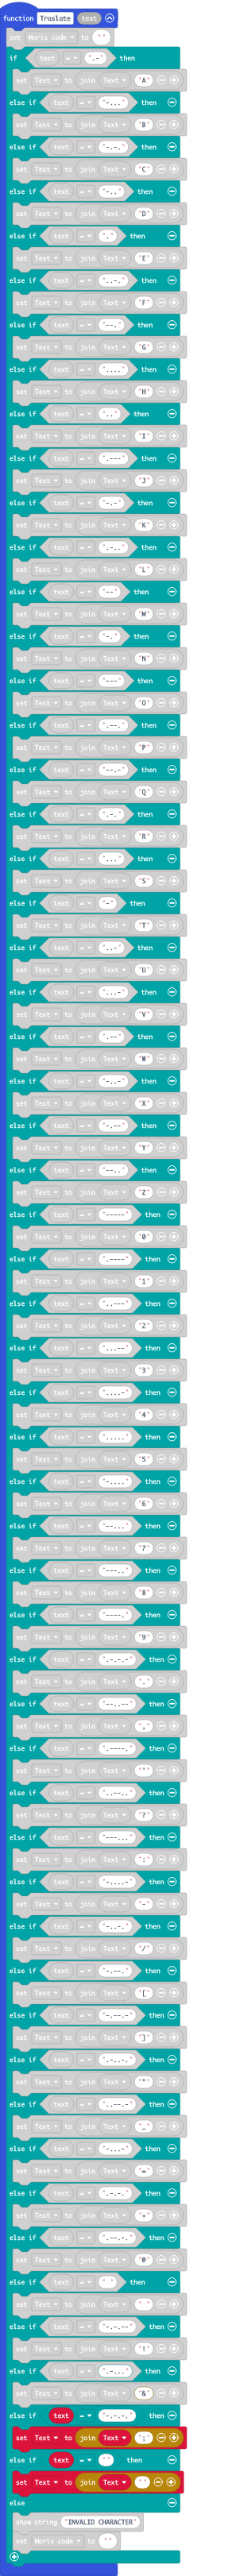 function Traslate text
set Moris code to " "
if text = ".-" then
set Text to join Text "A"
else if text = "-..." then
set Text to join Text "B"
else if text = "-.-." then
set Text to join Text "C"
else if text = "-.." then
set Text to join Text "D"
else if text = "." then
set Text to join Text "E"
else if text = "..-." then
set Text to join Text "F"
else if text = "--." then
set Text to join Text "G"
else if text = "...." then
set Text to join Text "H"
else if text = ".." then
set Text to join Text "I"
else if text = ".---" then
set Text to join Text "J"
else if text = "-.-" then
set Text to join Text "K"
else if text = ".-.." then
set Text to join Text "L"
else if text = "--" then
set Text to join Text "M"
else if text = "-." then
set Text to join Text "N"
else if text = "---" then
set Text to join Text "O"
else if text = ".--." then
set Text to join Text "P"
else if text = "--.-" then
set Text to join Text "Q"
else if text = ".-." then
set Text to join Text "R"
else if text = "..." then
set Text to join Text "S"
else if text = "-" then
set Text to join Text "T"
else if text = "..-" then
set Text to join Text "U"
else if text = "...-" then
set Text to join Text "V"
else if text = ".--" then
set Text to join Text "W"
else if text = "-..-" then
set Text to join Text "X"
else if text = "-.--" then
set Text to join Text "Y"
else if text = "--.." then
set Text to join Text "Z"
else if text = "-----" then
set Text to join Text "0"
else if text = ".----" then
set Text to join Text "1"
else if text = "..---" then
set Text to join Text "2"
else if text = "...--" then
set Text to join Text "3"
else if text = "....-" then
set Text to join Text "4"
else if text = "....." then
set Text to join Text "5"
else if text = "-...." then
set Text to join Text "6"
else if text = "--..." then
set Text to join Text "7"
else if text = "---.." then
set Text to join Text "8"
else if text = "----." then
set Text to join Text "9"
else if text = ".-.-.-" then
set Text to join Text "."
else if text = "--..--" then
set Text to join Text ","
else if text = ".----." then
set Text to join Text "'"
else if text = "..--.." then
set Text to join Text "?"
else if text = "---..." then
set Text to join Text ":"
else if text = "-....-" then
set Text to join Text "-"
else if text = "-..-." then
set Text to join Text "/"
else if text = "-.--." then
set Text to join Text "["
else if text = "-.--.-" then
set Text to join Text "]"
else if text = ".-..-." then
set Text to join Text """
else if text = "..--.-" then
set Text to join Text "_"
else if text = "-...-" then
set Text to join Text "="
else if text = ".-.-." then
set Text to join Text "+"
else if text = ".--.-." then
set Text to join Text "@"
else if text = " " then
set Text to join Text " "
else if text = "-.-.--" then
set Text to join Text "!"
else if text = ".-..." then
set Text to join Text "&"
else if text = "-.-.-." then
set Text to join Text ";"
else if text = "" then
set Text to join Text ""
else
show string "INVALID CHARACTER"
set Moris code to " "